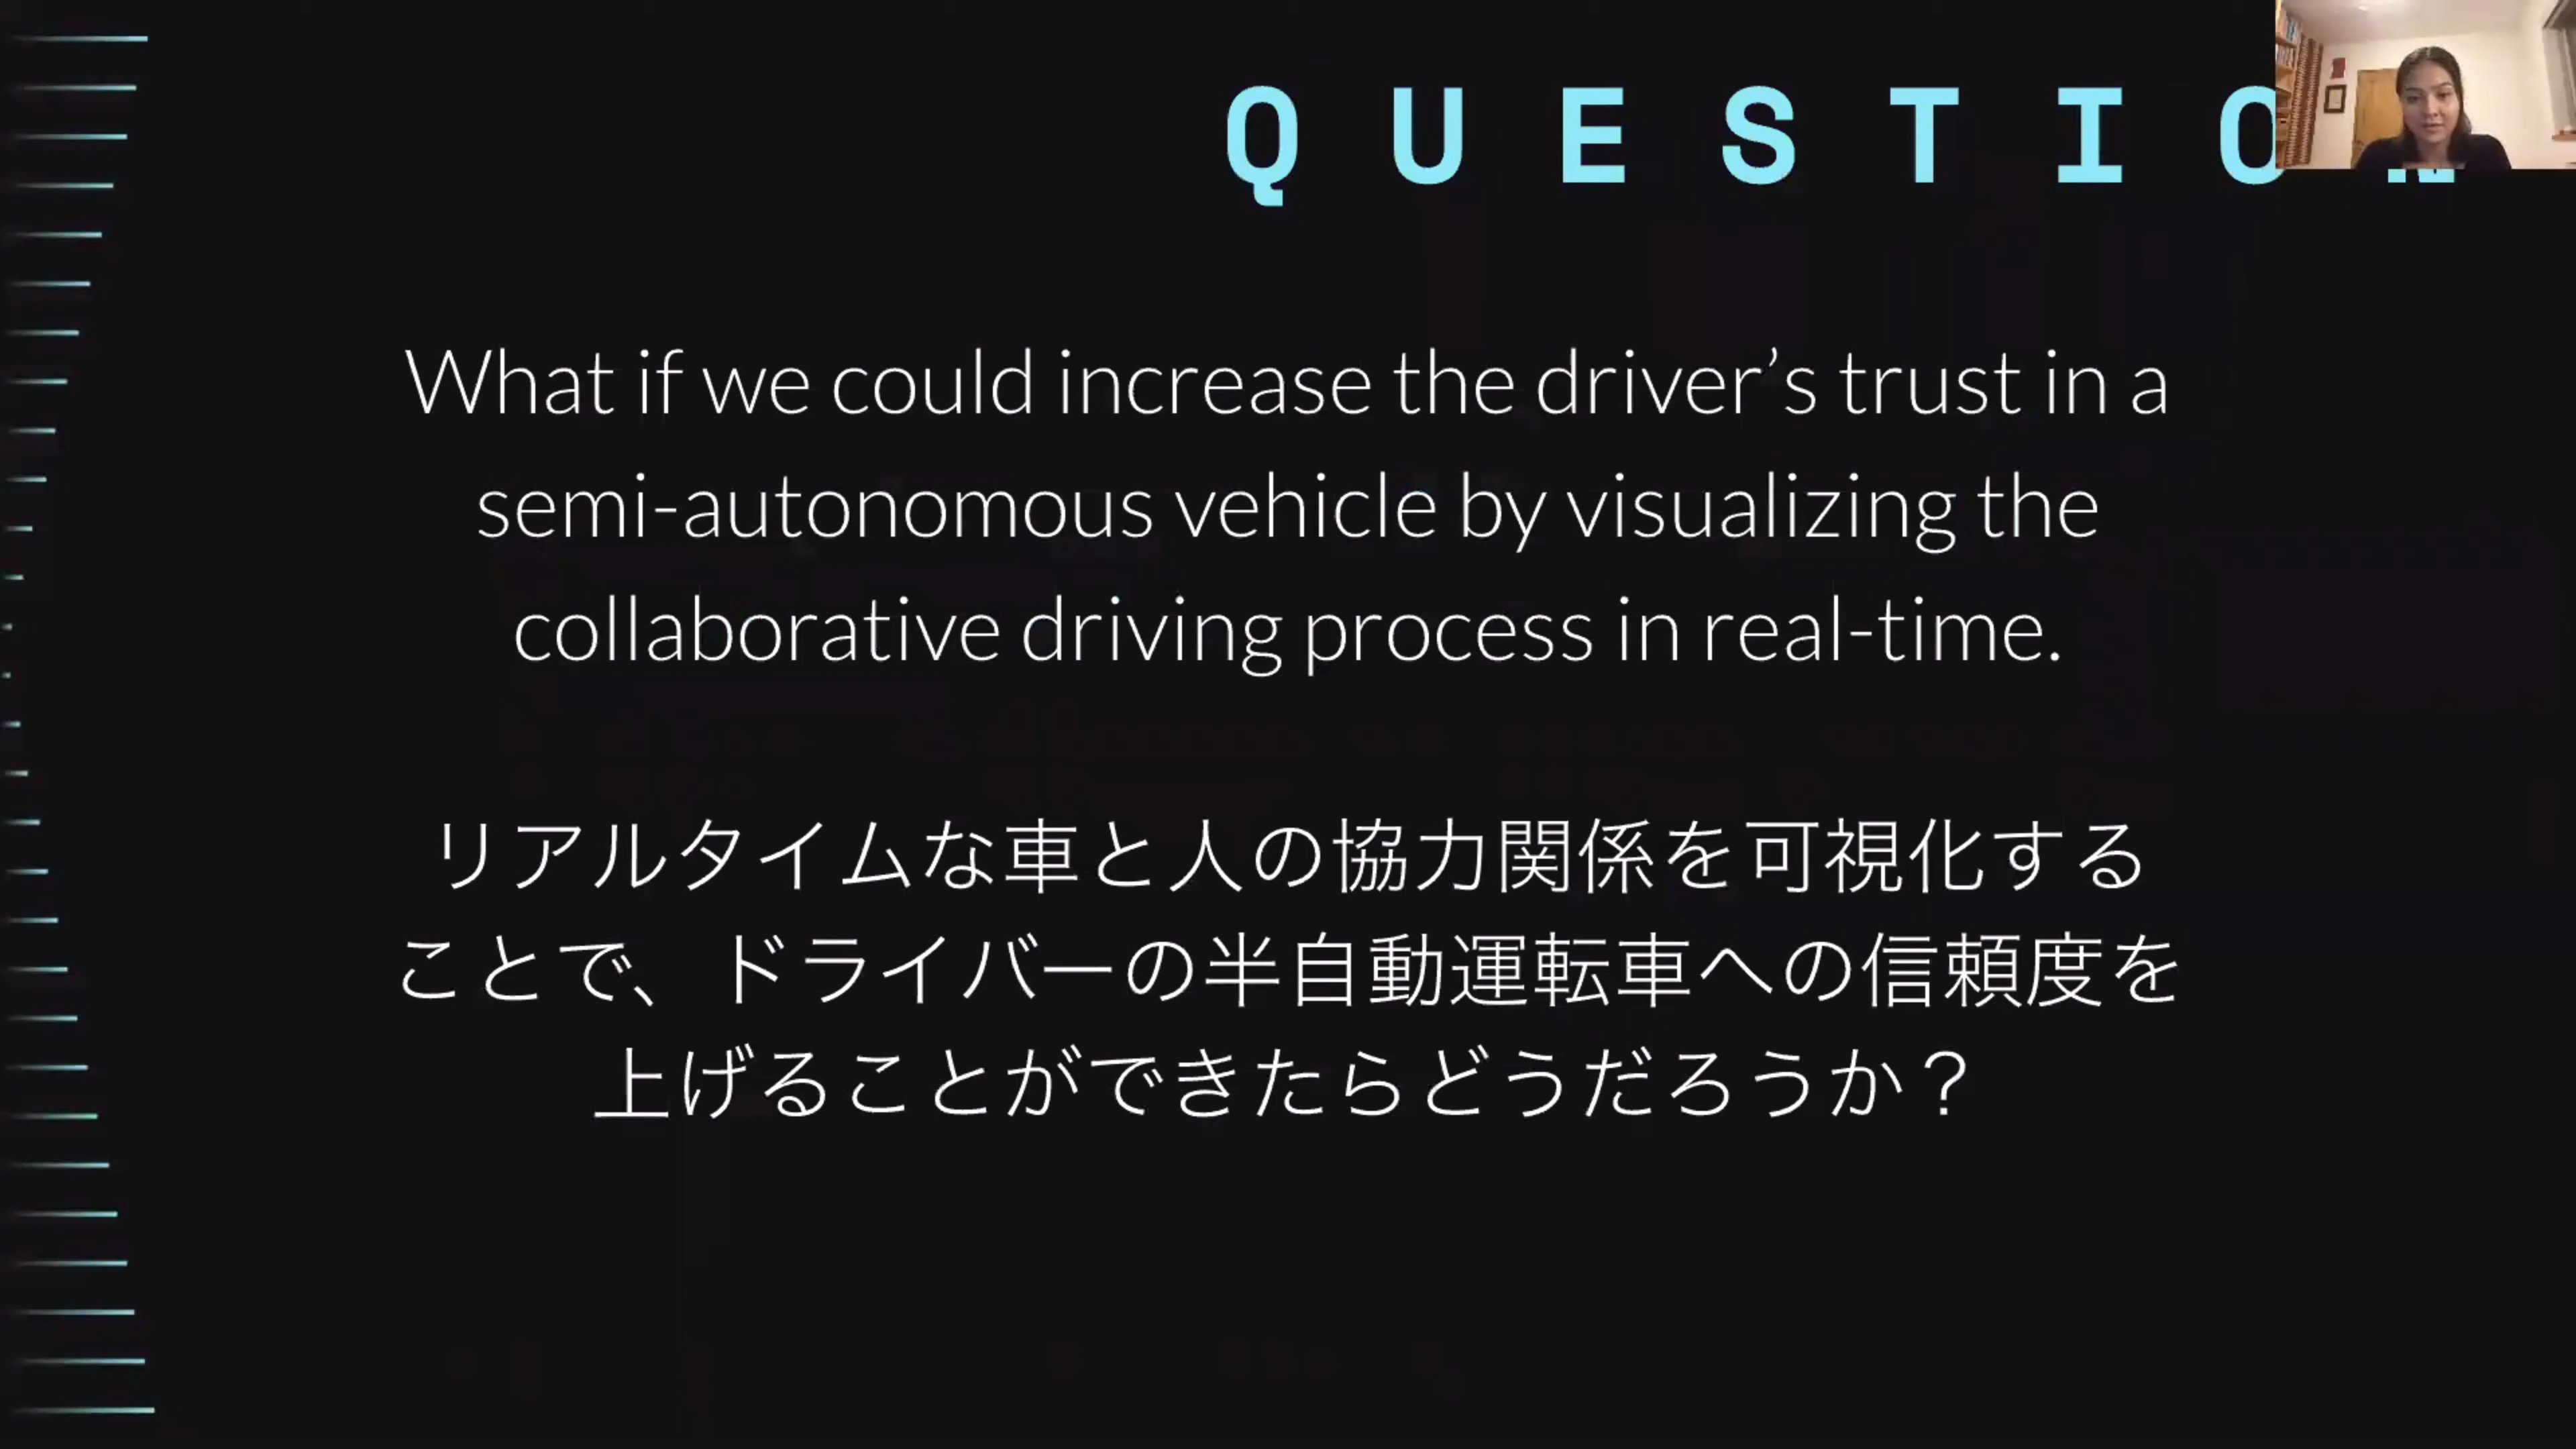 QUESTIO
What if we could increase the driver’s trust in a
semi-autonomous vehicle by visualizing the
collaborative driving process in real-time.
リアルタイムな車と人の協力関係を可視化する
ことで、ドライバーの半自動運転車への信頼度を
上げることができたらどうだろうか？